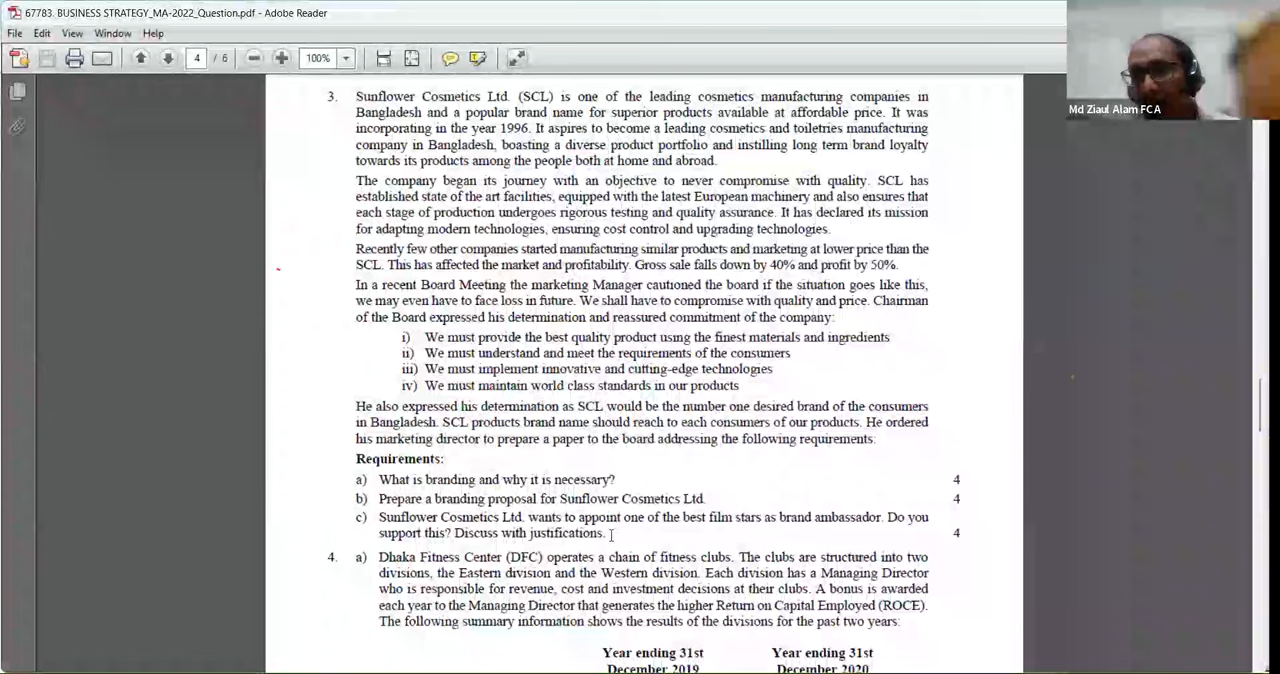 67783. BUSINESS STRATEGY_MA-2022_Question.pdf - Adobe Reader
File Edit View Window Help
4 / 6 100%
Md Ziaul Alam FCA
3. Sunflower Cosmetics Ltd. (SCL) is one of the leading cosmetics manufacturing companies in
Bangladesh and a popular brand name for superior products available at affordable price. It was
incorporating in the year 1996. It aspires to become a leading cosmetics and toiletries manufacturing
company in Bangladesh, boasting a diverse product portfolio and instilling long term brand loyalty
towards its products among the people both at home and abroad.
The company began its journey with an objective to never compromise with quality. SCL has
established state of the art facilities, equipped with the latest European machinery and also ensures that
each stage of production undergoes rigorous testing and quality assurance. It has declared its mission
for adapting modern technologies, ensuring cost control and upgrading technologies.
Recently few other companies started manufacturing similar products and marketing at lower price than the
SCL. This has affected the market and profitability. Gross sale falls down by 40% and profit by 50%.
In a recent Board Meeting the marketing Manager cautioned the board if the situation goes like this,
we may even have to face loss in future. We shall have to compromise with quality and price. Chairman
of the Board expressed his determination and reassured commitment of the company:
i) We must provide the best quality product using the finest materials and ingredients
ii) We must understand and meet the requirements of the consumers
iii) We must implement innovative and cutting-edge technologies
iv) We must maintain world class standards in our products
He also expressed his determination as SCL would be the number one desired brand of the consumers
in Bangladesh. SCL products brand name should reach to each consumers of our products. He ordered
his marketing director to prepare a paper to the board addressing the following requirements:
Requirements:
a) What is branding and why it is necessary? 4
b) Prepare a branding proposal for Sunflower Cosmetics Ltd. 4
c) Sunflower Cosmetics Ltd. wants to appoint one of the best film stars as brand ambassador. Do you
support this? Discuss with justifications. 4
4. a) Dhaka Fitness Center (DFC) operates a chain of fitness clubs. The clubs are structured into two
divisions, the Eastern division and the Western division. Each division has a Managing Director
who is responsible for revenue, cost and investment decisions at their clubs. A bonus is awarded
each year to the Managing Director that generates the higher Return on Capital Employed (ROCE).
The following summary information shows the results of the divisions for the past two years:
Year ending 31st Year ending 31st
December 2019 December 2020